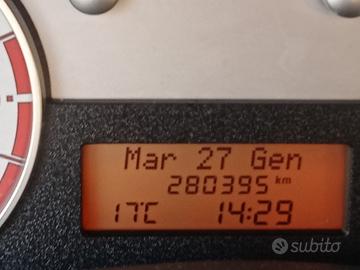 Mar 27 Gen
280395 km
17°C 14:29
subito